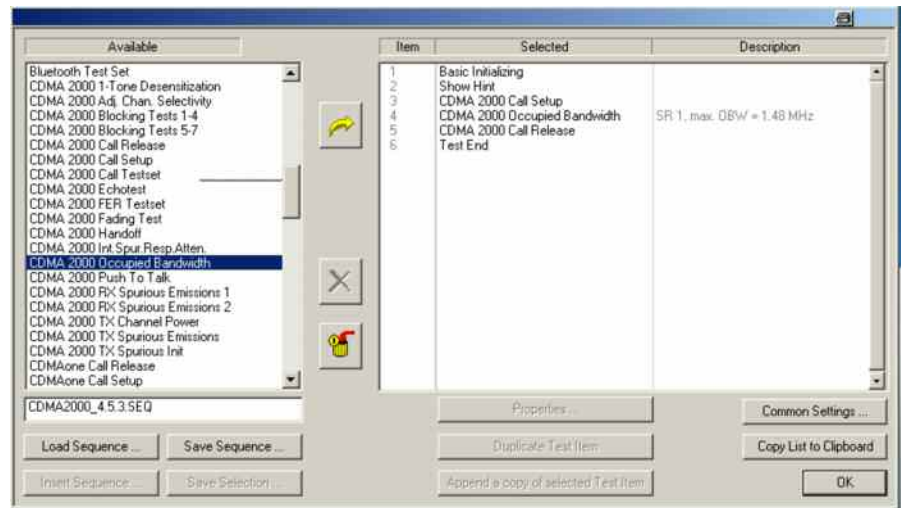 Available
Bluetooth Test Set
CDMA 2000 1-Tone Desensitization
CDMA 2000 Adj. Chan. Selectivity
CDMA 2000 Blocking Tests 1-4
CDMA 2000 Blocking Tests 5-7
CDMA 2000 Call Release
CDMA 2000 Call Setup
CDMA 2000 Call Testset
CDMA 2000 Echotest
CDMA 2000 FER Testset
CDMA 2000 Fading Test
CDMA 2000 Handoff
CDMA 2000 Int.Spur.Resp.Atten.
CDMA 2000 Occupied Bandwidth
CDMA 2000 Push To Talk
CDMA 2000 RX Spurious Emissions 1
CDMA 2000 RX Spurious Emissions 2
CDMA 2000 TX Channel Power
CDMA 2000 TX Spurious Emissions
CDMA 2000 TX Spurious Init
CDMAone Call Release
CDMAone Call Setup
CDMA2000_4.5.3.SEQ
Load Sequence ... Save Sequence ...
Insert Sequence ... Save Selection ...
Item Selected Description
1 Basic Initializing
2 Show Hint
3 CDMA 2000 Call Setup
4 CDMA 2000 Occupied Bandwidth SR 1, max. OBW = 1.48 MHz
5 CDMA 2000 Call Release
6 Test End
Properties ... Common Settings ...
Duplicate Test Item Copy List to Clipboard
Append a copy of selected Test Item OK